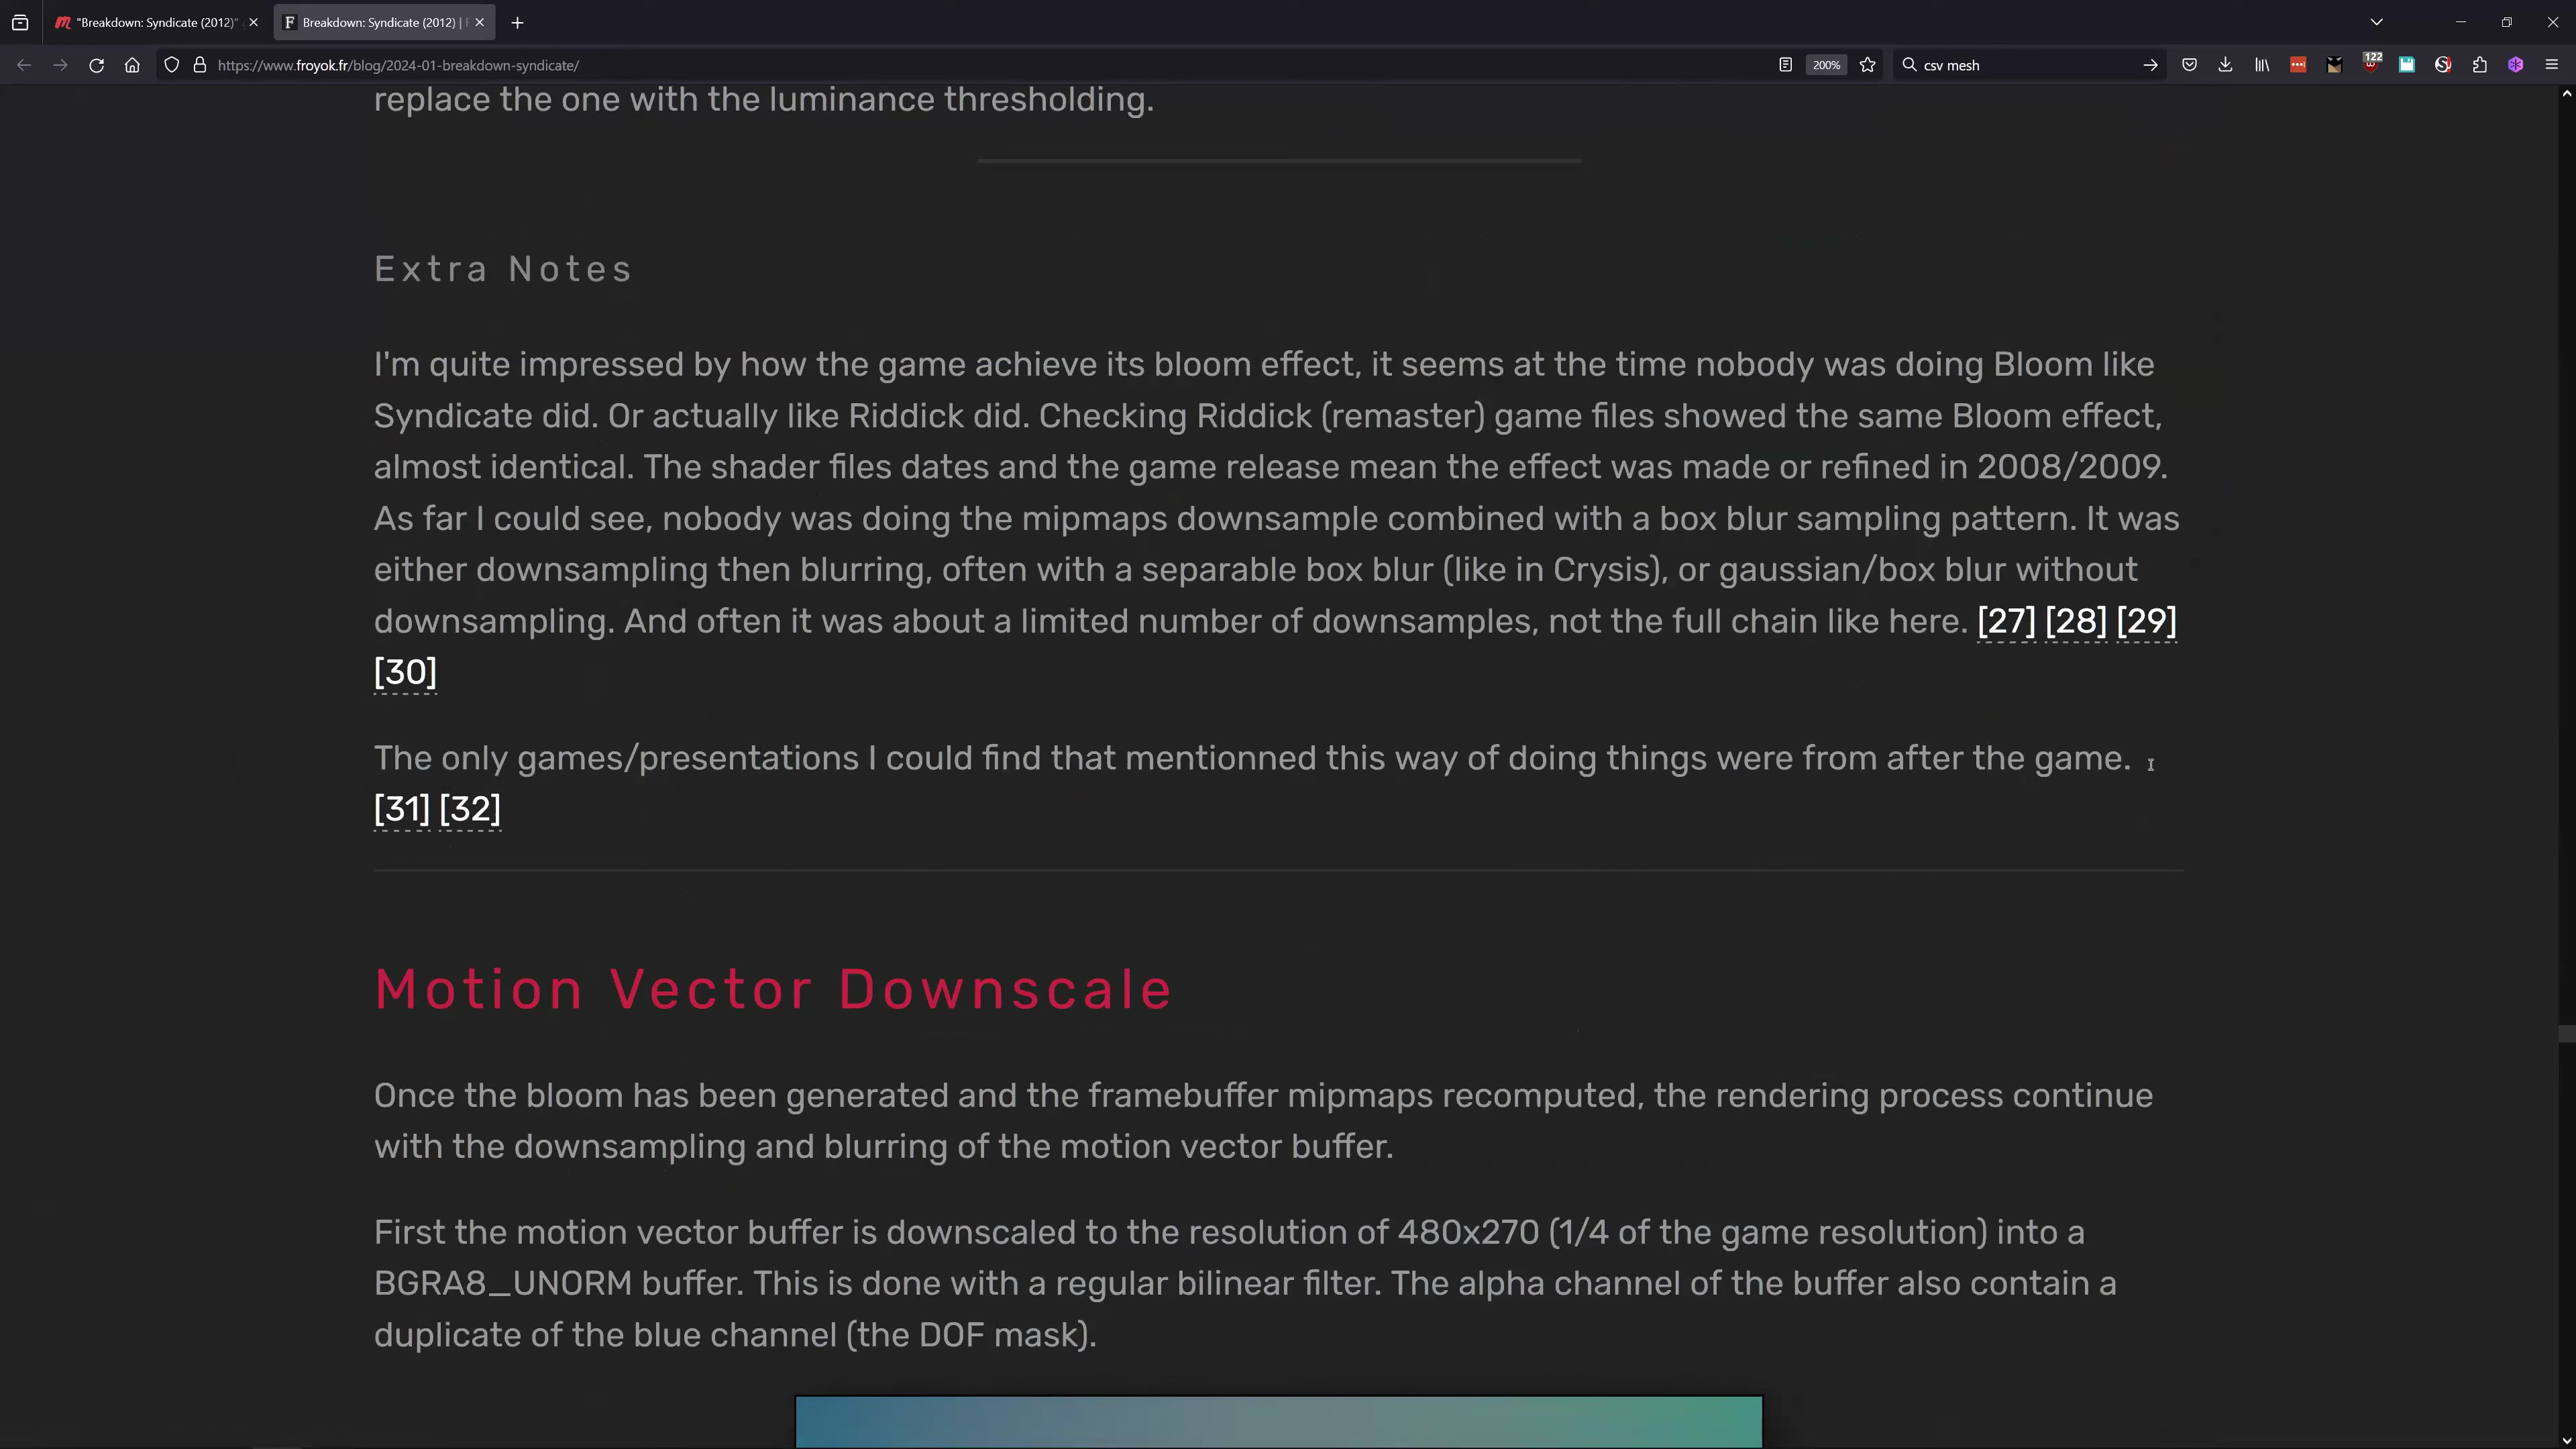 "Breakdown: Syndicate (2012)"
Breakdown: Syndicate (2012) |
https://www.froyok.fr/blog/2024-01-breakdown-syndicate/
200%
csv mesh
122
replace the one with the luminance thresholding.
Extra Notes
I'm quite impressed by how the game achieve its bloom effect, it seems at the time nobody was doing Bloom like
Syndicate did. Or actually like Riddick did. Checking Riddick (remaster) game files showed the same Bloom effect,
almost identical. The shader files dates and the game release mean the effect was made or refined in 2008/2009.
As far I could see, nobody was doing the mipmaps downsample combined with a box blur sampling pattern. It was
either downsampling then blurring, often with a separable box blur (like in Crysis), or gaussian/box blur without
downsampling. And often it was about a limited number of downsamples, not the full chain like here. [27] [28] [29]
[30]
The only games/presentations I could find that mentionned this way of doing things were from after the game.
[31] [32]
Motion Vector Downscale
Once the bloom has been generated and the framebuffer mipmaps recomputed, the rendering process continue
with the downsampling and blurring of the motion vector buffer.
First the motion vector buffer is downscaled to the resolution of 480x270 (1/4 of the game resolution) into a
BGRA8_UNORM buffer. This is done with a regular bilinear filter. The alpha channel of the buffer also contain a
duplicate of the blue channel (the DOF mask).